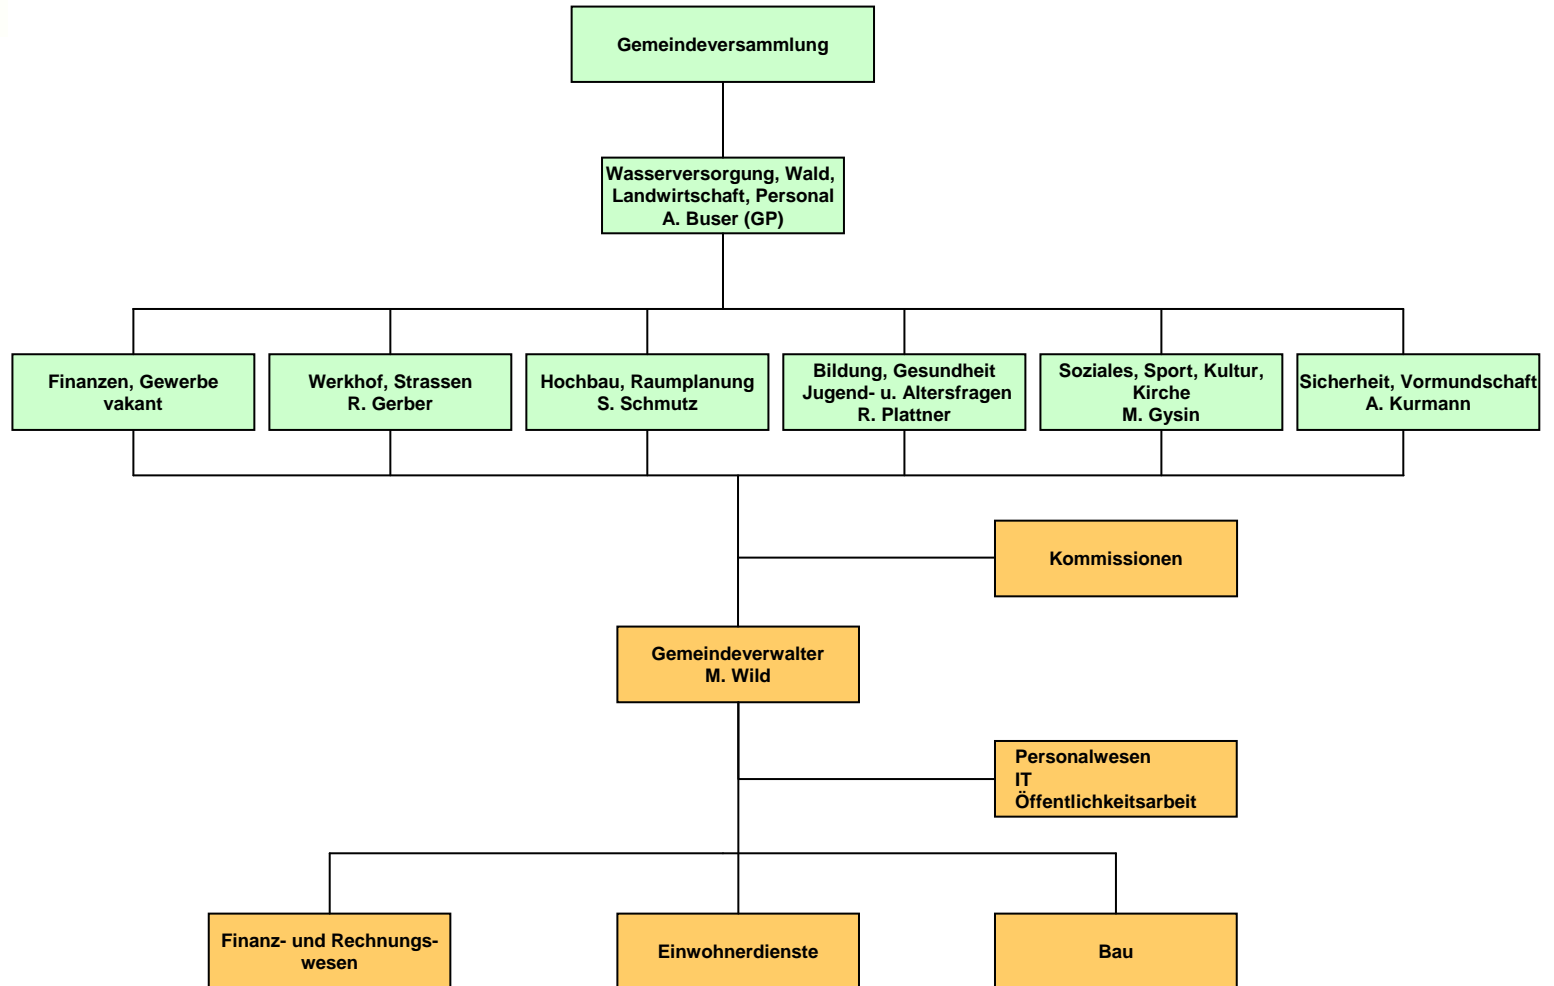 Gemeindeversammlung
Wasserversorgung, Wald,
Landwirtschaft, Personal
A. Buser (GP)
Finanzen, Gewerbe
vakant
Werkhof, Strassen
R. Gerber
Hochbau, Raumplanung
S. Schmutz
Bildung, Gesundheit
Jugend- u. Altersfragen
R. Plattner
Soziales, Sport, Kultur,
Kirche
M. Gysin
Sicherheit, Vormundschaft
A. Kurmann
Kommissionen
Gemeindeverwalter
M. Wild
Personalwesen
IT
Öffentlichkeitsarbeit
Finanz- und Rechnungs-
wesen
Einwohnerdienste
Bau